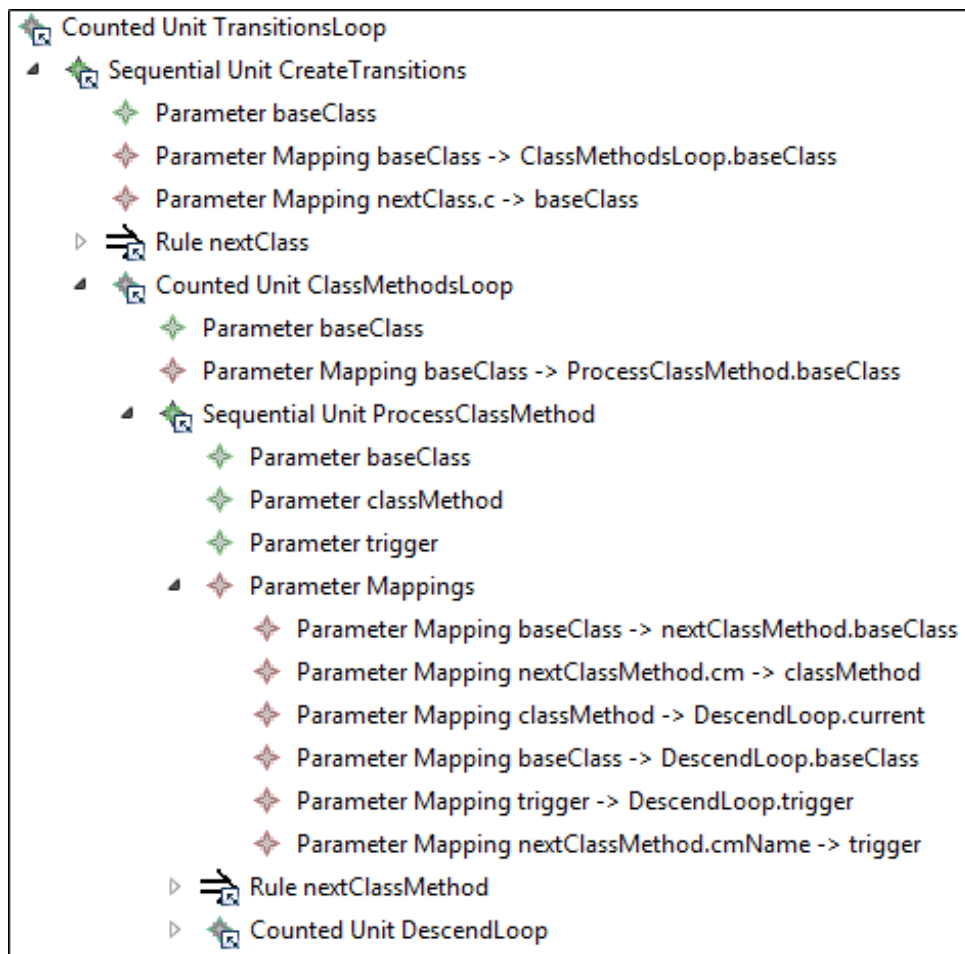 Counted Unit TransitionsLoop
Sequential Unit CreateTransitions
Parameter baseClass
Parameter Mapping baseClass -> ClassMethodsLoop.baseClass
Parameter Mapping nextClass.c -> baseClass
Rule nextClass
Counted Unit ClassMethodsLoop
Parameter baseClass
Parameter Mapping baseClass -> ProcessClassMethod.baseClass
Sequential Unit ProcessClassMethod
Parameter baseClass
Parameter classMethod
Parameter trigger
Parameter Mappings
Parameter Mapping baseClass -> nextClassMethod.baseClass
Parameter Mapping nextClassMethod.cm -> classMethod
Parameter Mapping classMethod -> DescendLoop.current
Parameter Mapping baseClass -> DescendLoop.baseClass
Parameter Mapping trigger -> DescendLoop.trigger
Parameter Mapping nextClassMethod.cmName -> trigger
Rule nextClassMethod
Counted Unit DescendLoop